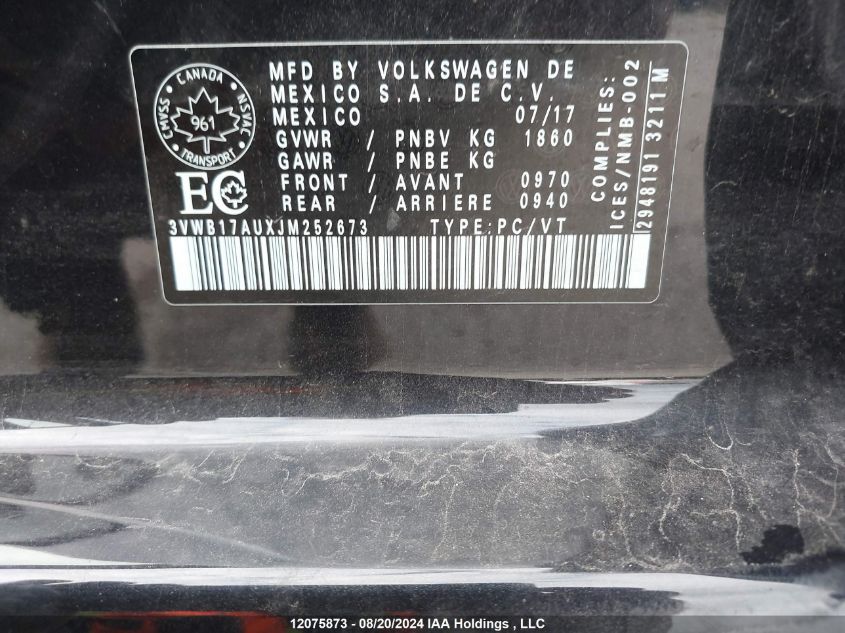 CANADA
CMVSS NSVAC
961
TRANSPORT
EC
MFD BY VOLKSWAGEN DE
MEXICO S.A. DE C.V.
MEXICO 07/17
GVWR / PNBV KG 1860
GAWR / PNBE KG
FRONT / AVANT 0970
REAR / ARRIERE 0940
3VWB17AUXJM252673 TYPE:PC/VT
COMPLIES:
ICES/NMB-002
2948191 3211 M
12075873 - 08/20/2024 IAA Holdings , LLC